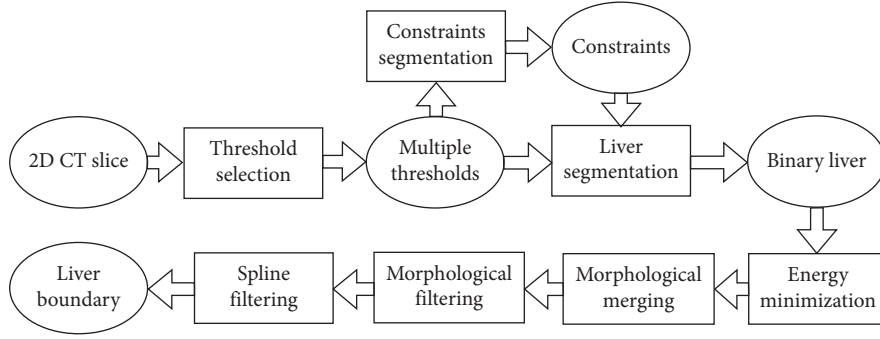 Constraints
segmentation
Constraints
2D CT slice
Threshold
selection
Multiple
thresholds
Liver
segmentation
Binary liver
Liver
boundary
Spline
filtering
Morphological
filtering
Morphological
merging
Energy
minimization